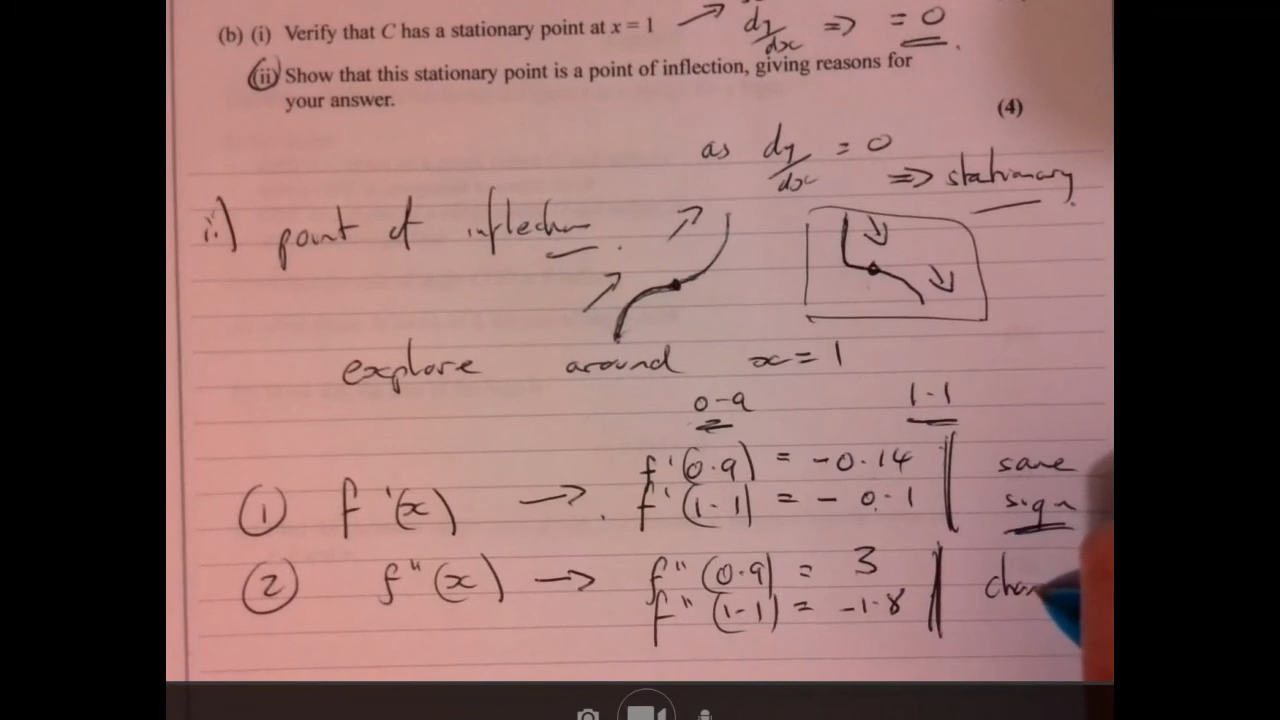 (b) (i) Verify that C has a stationary point at x = 1 → dy/dx ⇒ = 0
(ii) Show that this stationary point is a point of inflection, giving reasons for
your answer.
(4)
as dy/dx = 0
⇒ stationary
ii) point of inflection.
explore around x = 1
0.9 1.1
f'(0.9) = -0.14 same
① f'(x) → f'(1.1) = -0.1 sign
② f"(x) → f"(0.9) = 3
f"(1.1) = -1.8